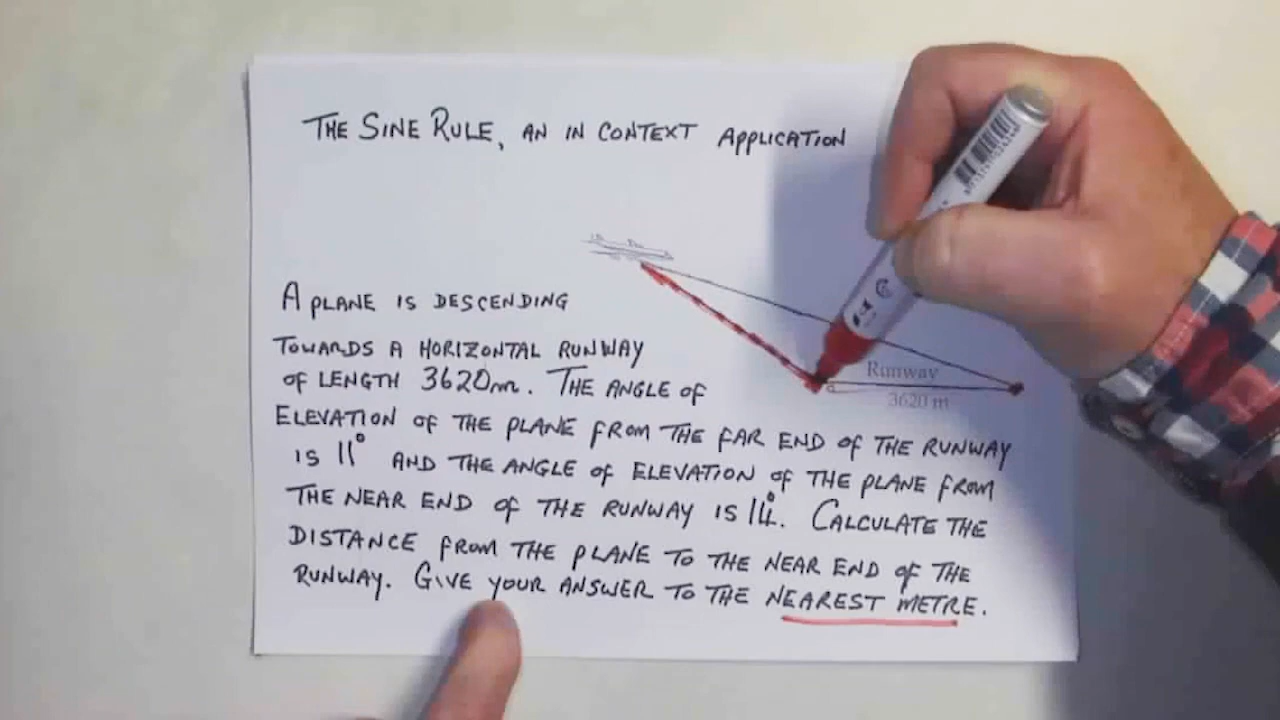 THE SINE RULE, AN IN CONTEXT APPLICATION
A PLANE IS DESCENDING
TOWARDS A HORIZONTAL RUNWAY
OF LENGTH 3620m. THE ANGLE OF
ELEVATION OF THE PLANE FROM THE FAR END OF THE RUNWAY
IS 11° AND THE ANGLE OF ELEVATION OF THE PLANE FROM
THE NEAR END OF THE RUNWAY IS 14°. CALCULATE THE
DISTANCE FROM THE PLANE TO THE NEAR END OF THE
RUNWAY. GIVE YOUR ANSWER TO THE NEAREST METRE.
Runway
3620 m